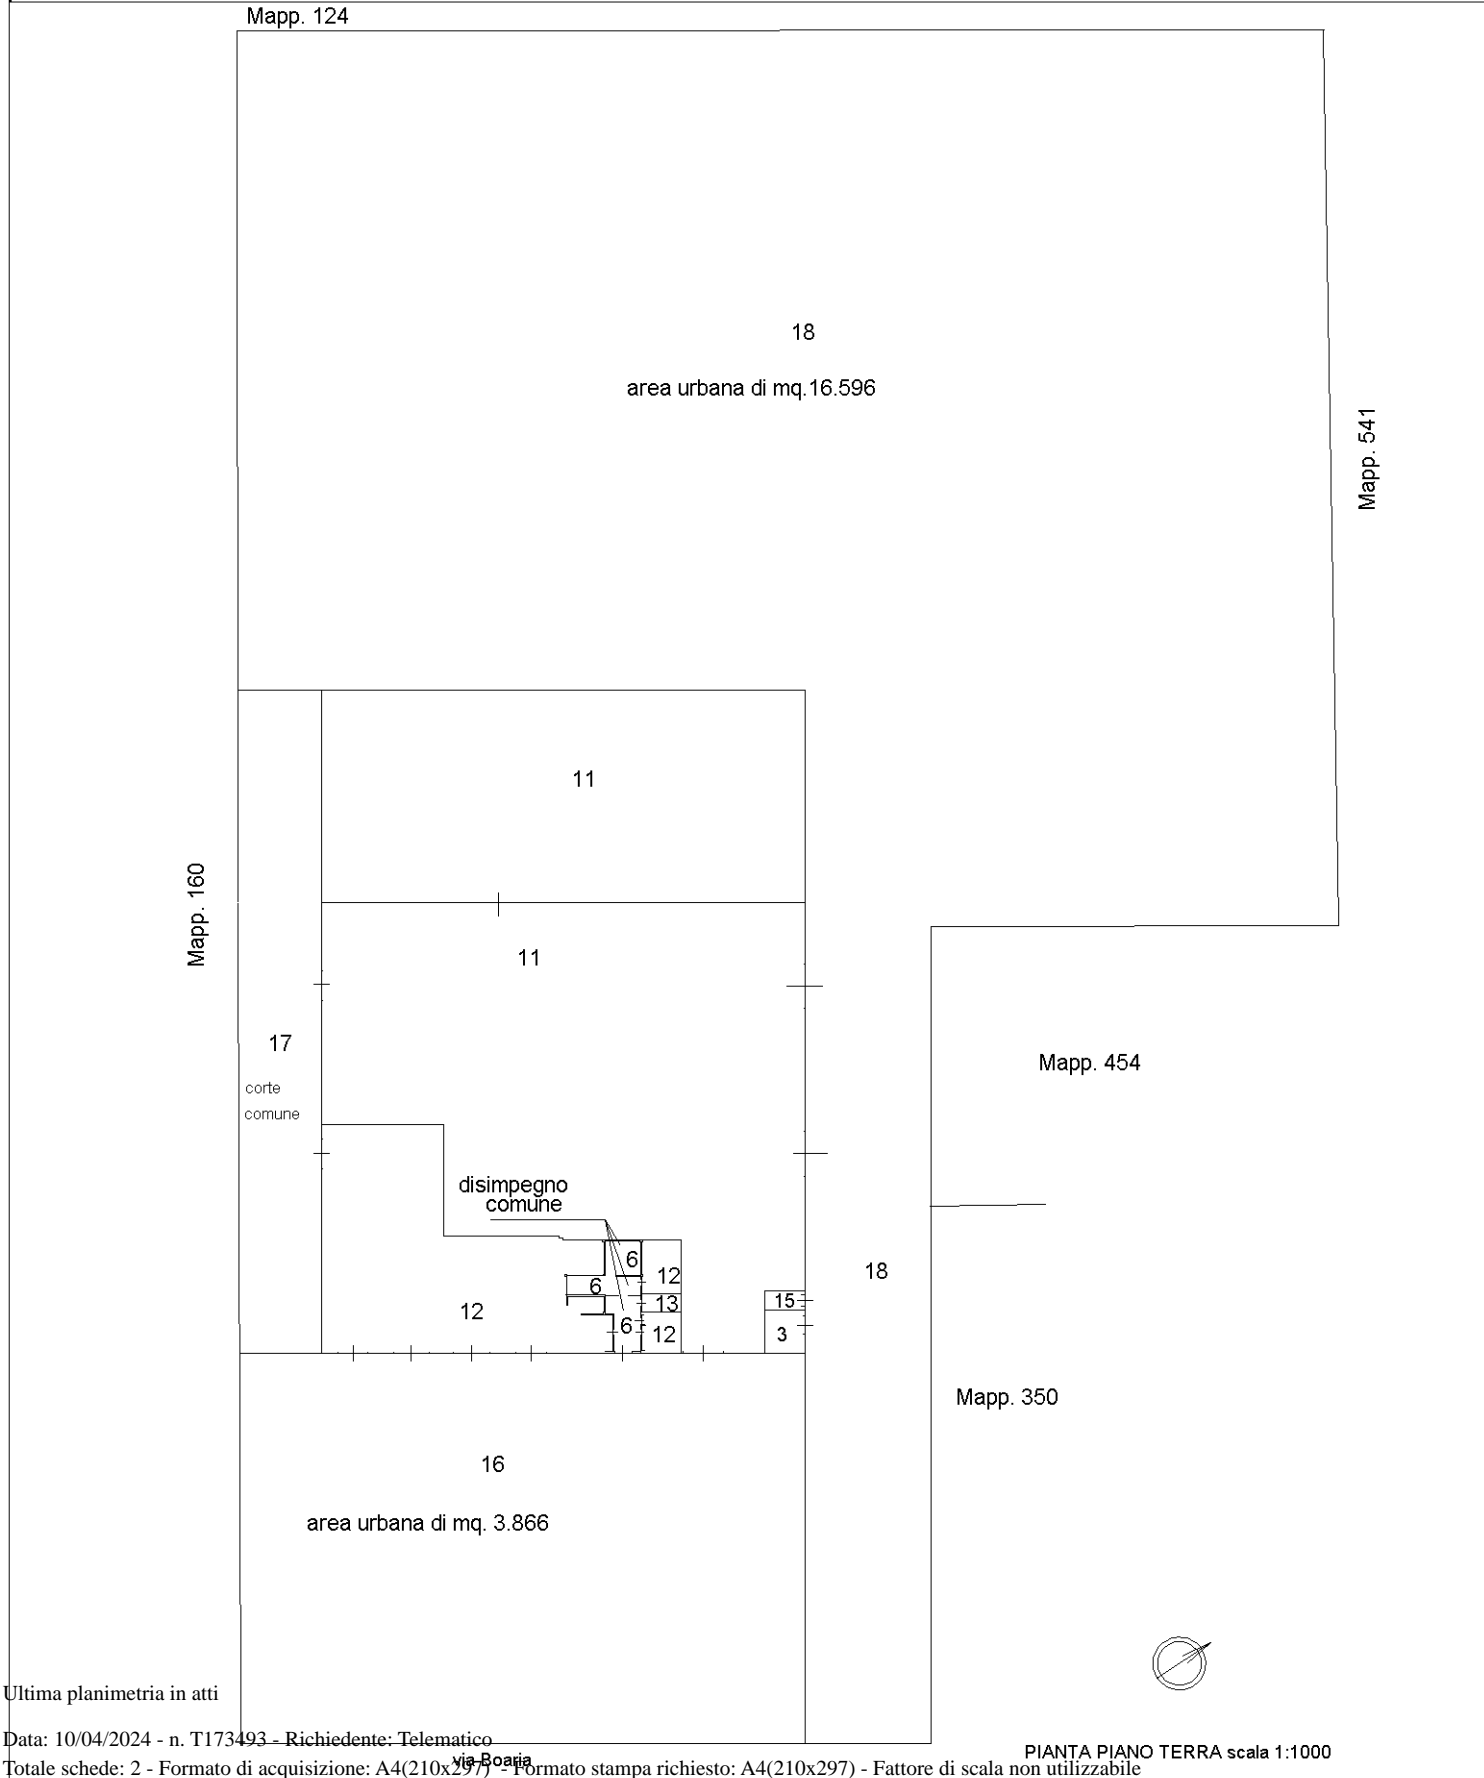 Mapp. 124
18
area urbana di mq.16.596
Mapp. 541
11
Mapp. 160
11
17
corte
comune
Mapp. 454
disimpegno
comune
6
12
6
18
13
15
12
6
12
3
Mapp. 350
16
area urbana di mq. 3.866
Ultima planimetria in atti
Data: 10/04/2024 - n. T173493 - Richiedente: Telematico
via Boaria
PIANTA PIANO TERRA scala 1:1000
Totale schede: 2 - Formato di acquisizione: A4(210x297) - Formato stampa richiesto: A4(210x297) - Fattore di scala non utilizzabile